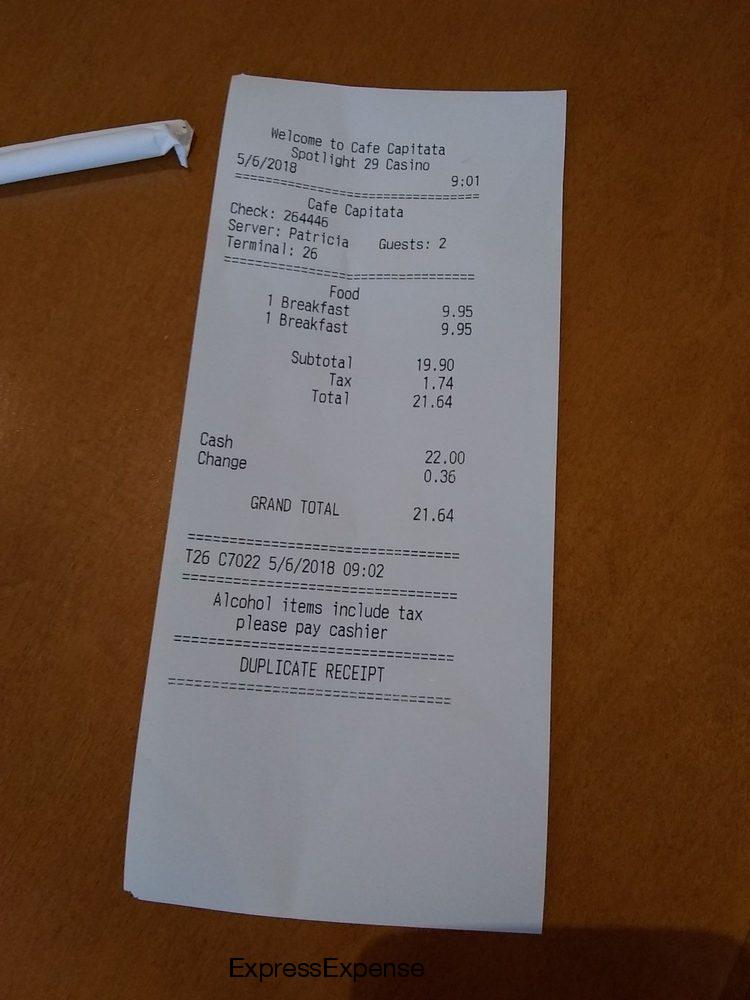 Welcome to Cafe Capitata
Spotlight 29 Casino
5/6/2018 9:01
==============================
Cafe Capitata
Check: 264446
Server: Patricia Guests: 2
Terminal: 26
==============================
Food
1 Breakfast 9.95
1 Breakfast 9.95
Subtotal 19.90
Tax 1.74
Total 21.64
Cash 22.00
Change 0.36
GRAND TOTAL 21.64
==============================
T26 C7022 5/6/2018 09:02
==============================
Alcohol items include tax
please pay cashier
==============================
DUPLICATE RECEIPT
==============================
ExpressExpense